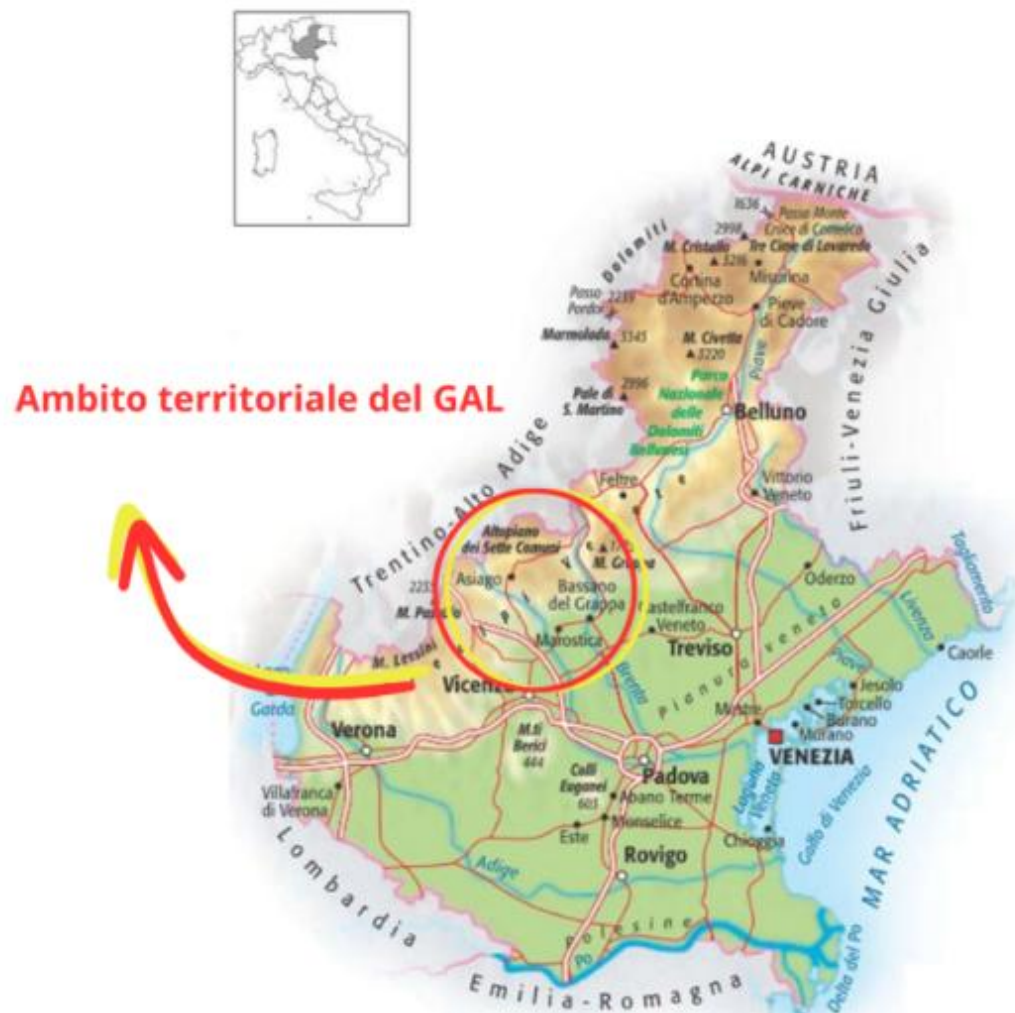 AUSTRIA
ALPI CARNICHE
1636
Passo Monte
Croce di Comelico
2998
Tre Cime di Lavaredo
Dolomiti
M. Cristallo
3216
Misurina
Cortina
d'Ampezzo
Passo
Pordoi
2239
Pieve
di Cadore
Marmolada
3345
M. Civetta
3220
Piave
Friuli-Venezia Giulia
Ambito territoriale del GAL
Pale di
S. Martino
2996
Parco
Nazionale
delle
Dolomiti
Bellunesi
Belluno
Trentino-Alto Adige
Feltre
Vittorio
Veneto
Altopiano
dei Sette Comuni
Asiago
M. Grappa
Bassano
del Grappa
Oderzo
Tagliamento
Livenza
M. Pasubio
Marostica
Castelfranco
Veneto
Treviso
Pianura veneta
Piave
Caorle
M. Lessini
Vicenza
Brenta
Garda
Verona
Mestre
Jesolo
Torcello
Burano
Murano
VENEZIA
M.ti
Berici
444
Padova
Colli
Euganei
603
Abano Terme
Monselice
Este
Villafranca
di Verona
Laguna
Veneta
Golfo di Venezia
MAR ADRIATICO
Chioggia
Lombardia
Adige
Rovigo
Polesine
Po
Delta del Po
Emilia-Romagna